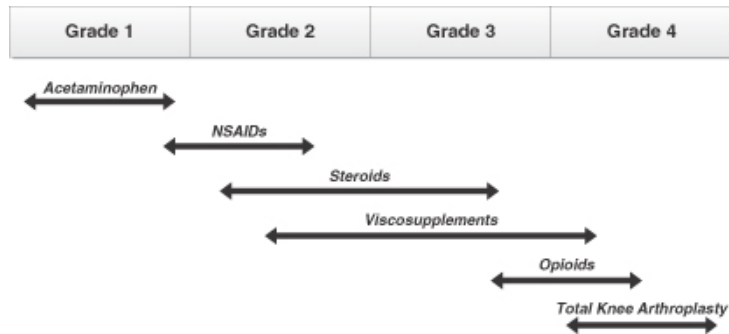 Grade 1 Grade 2 Grade 3 Grade 4
Acetaminophen
NSAIDs
Steroids
Viscosupplements
Opioids
Total Knee Arthroplasty